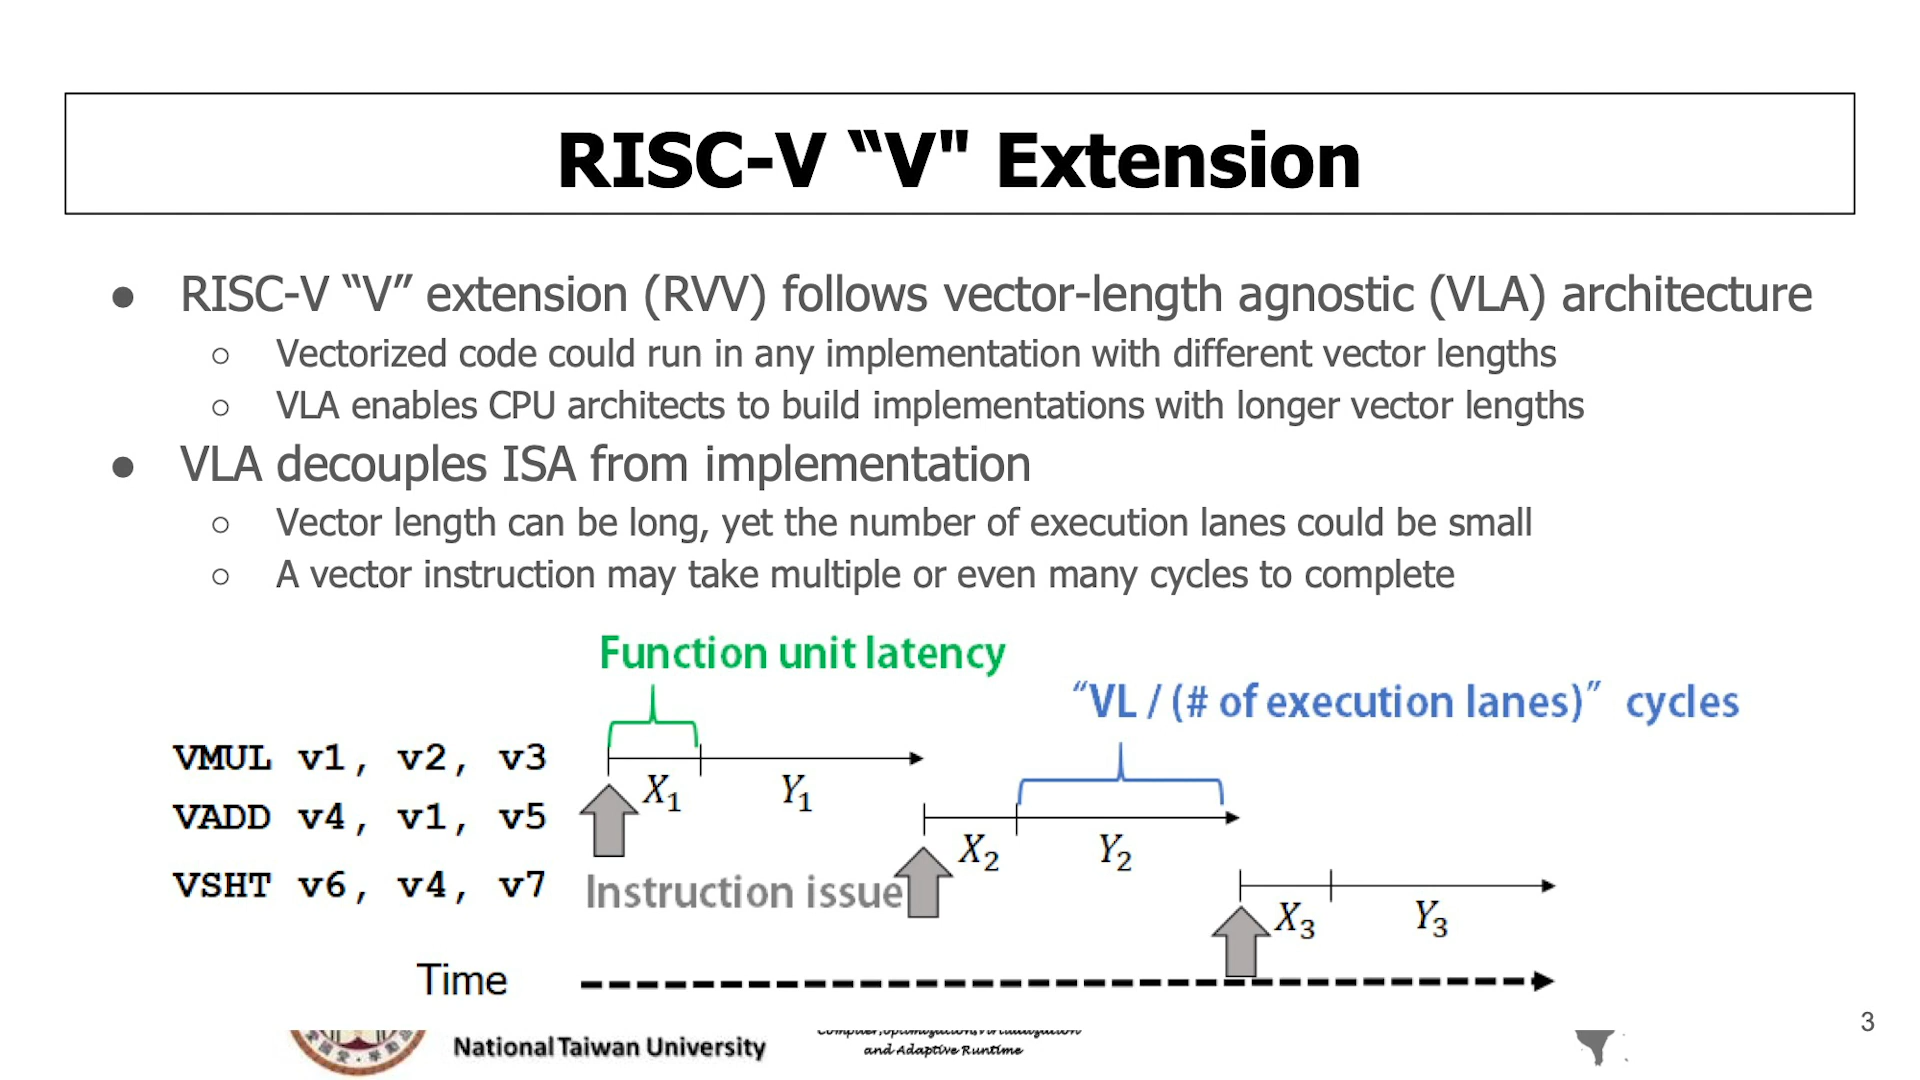 RISC-V “V" Extension
● RISC-V “V” extension (RVV) follows vector-length agnostic (VLA) architecture
○ Vectorized code could run in any implementation with different vector lengths
○ VLA enables CPU architects to build implementations with longer vector lengths
● VLA decouples ISA from implementation
○ Vector length can be long, yet the number of execution lanes could be small
○ A vector instruction may take multiple or even many cycles to complete
Function unit latency
“VL / (# of execution lanes)” cycles
VMUL v1, v2, v3
X₁ Y₁
VADD v4, v1, v5
X₂ Y₂
VSHT v6, v4, v7
Instruction issue
X₃ Y₃
Time
3
National Taiwan University
and Adaptive Runtime